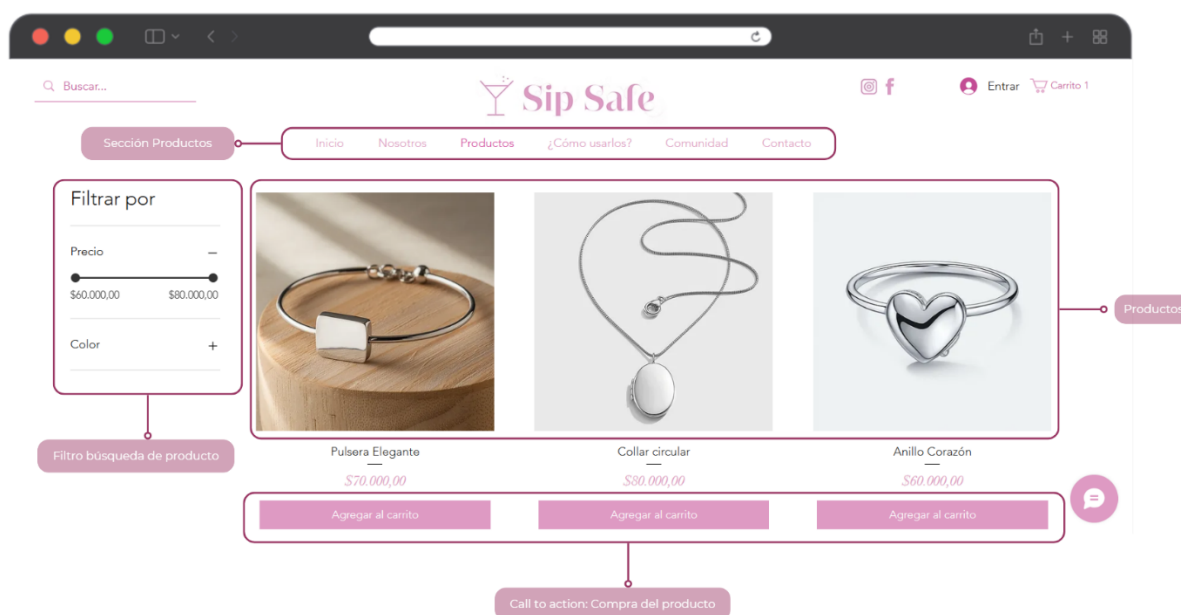 Buscar...
Sip Safe
Entrar
Carrito 1
Sección Productos
Inicio Nosotros Productos ¿Cómo usarlos? Comunidad Contacto
Filtrar por
Precio
$60.000,00 $80.000,00
Color
Filtro búsqueda de producto
Productos
Pulsera Elegante
$70.000,00
Agregar al carrito
Collar circular
$80.000,00
Agregar al carrito
Anillo Corazón
$60.000,00
Agregar al carrito
Call to action: Compra del producto